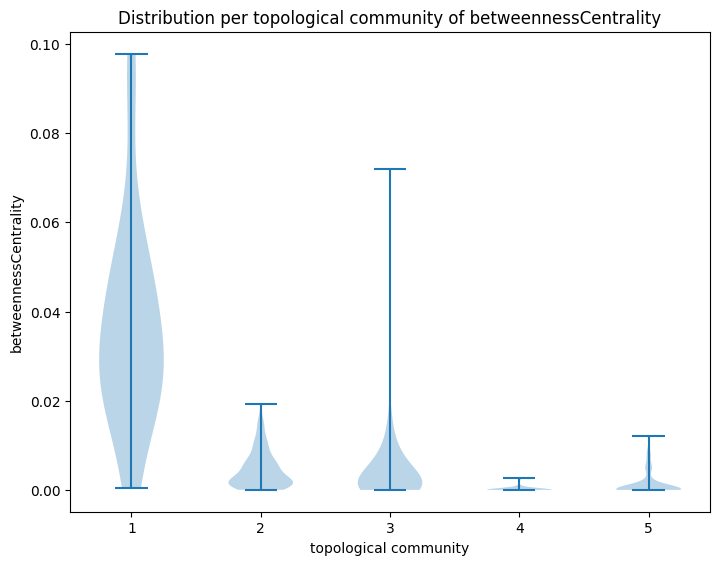 Distribution per topological community of betweennessCentrality
betweennessCentrality
0.10
0.08
0.06
0.04
0.02
0.00
1 2 3 4 5
topological community